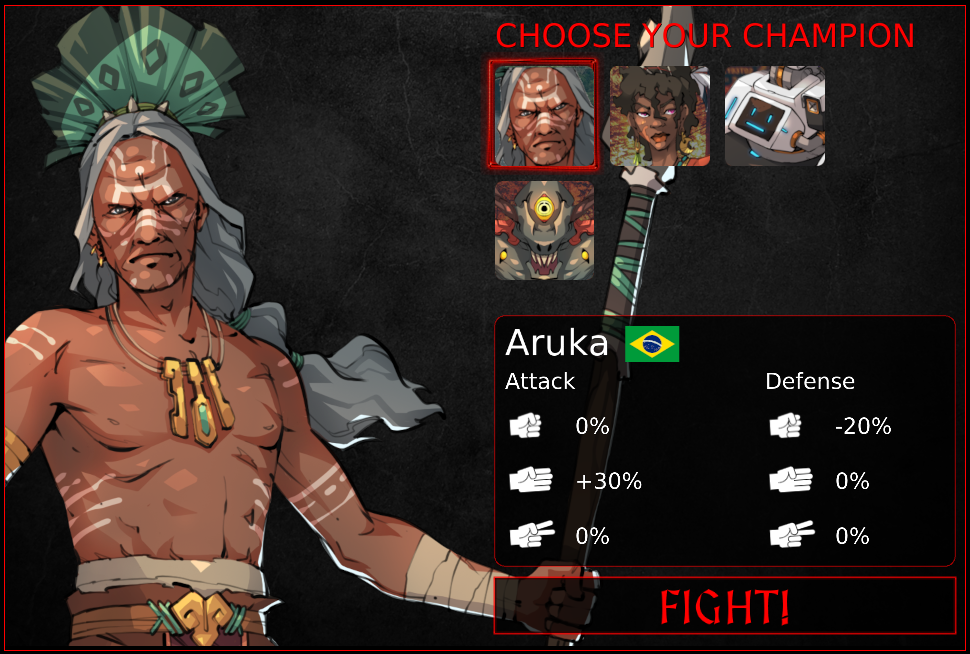 CHOOSE YOUR CHAMPION
Aruka
Attack Defense
0% -20%
+30% 0%
0% 0%
FIGHT!